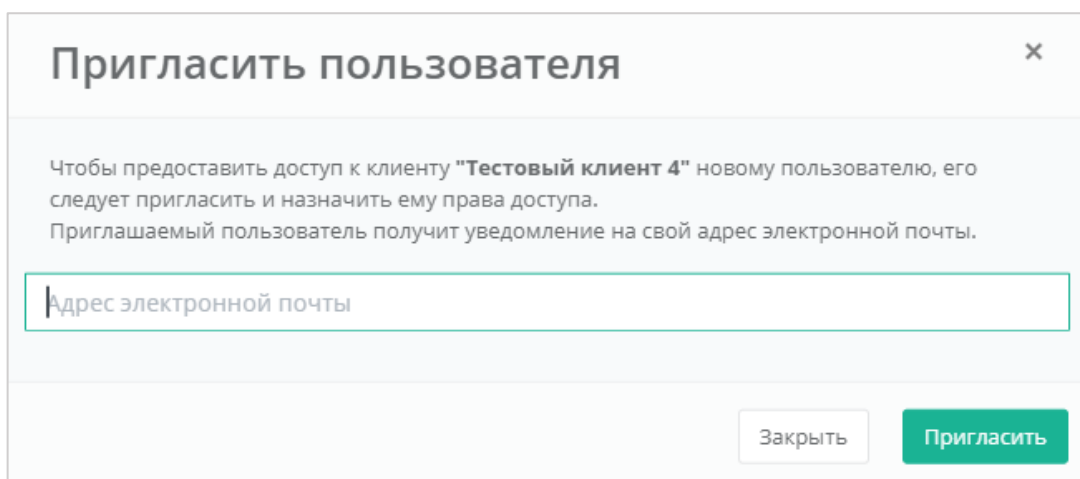 Пригласить пользователя
×
Чтобы предоставить доступ к клиенту "Тестовый клиент 4" новому пользователю, его
следует пригласить и назначить ему права доступа.
Приглашаемый пользователь получит уведомление на свой адрес электронной почты.
Адрес электронной почты
Закрыть
Пригласить